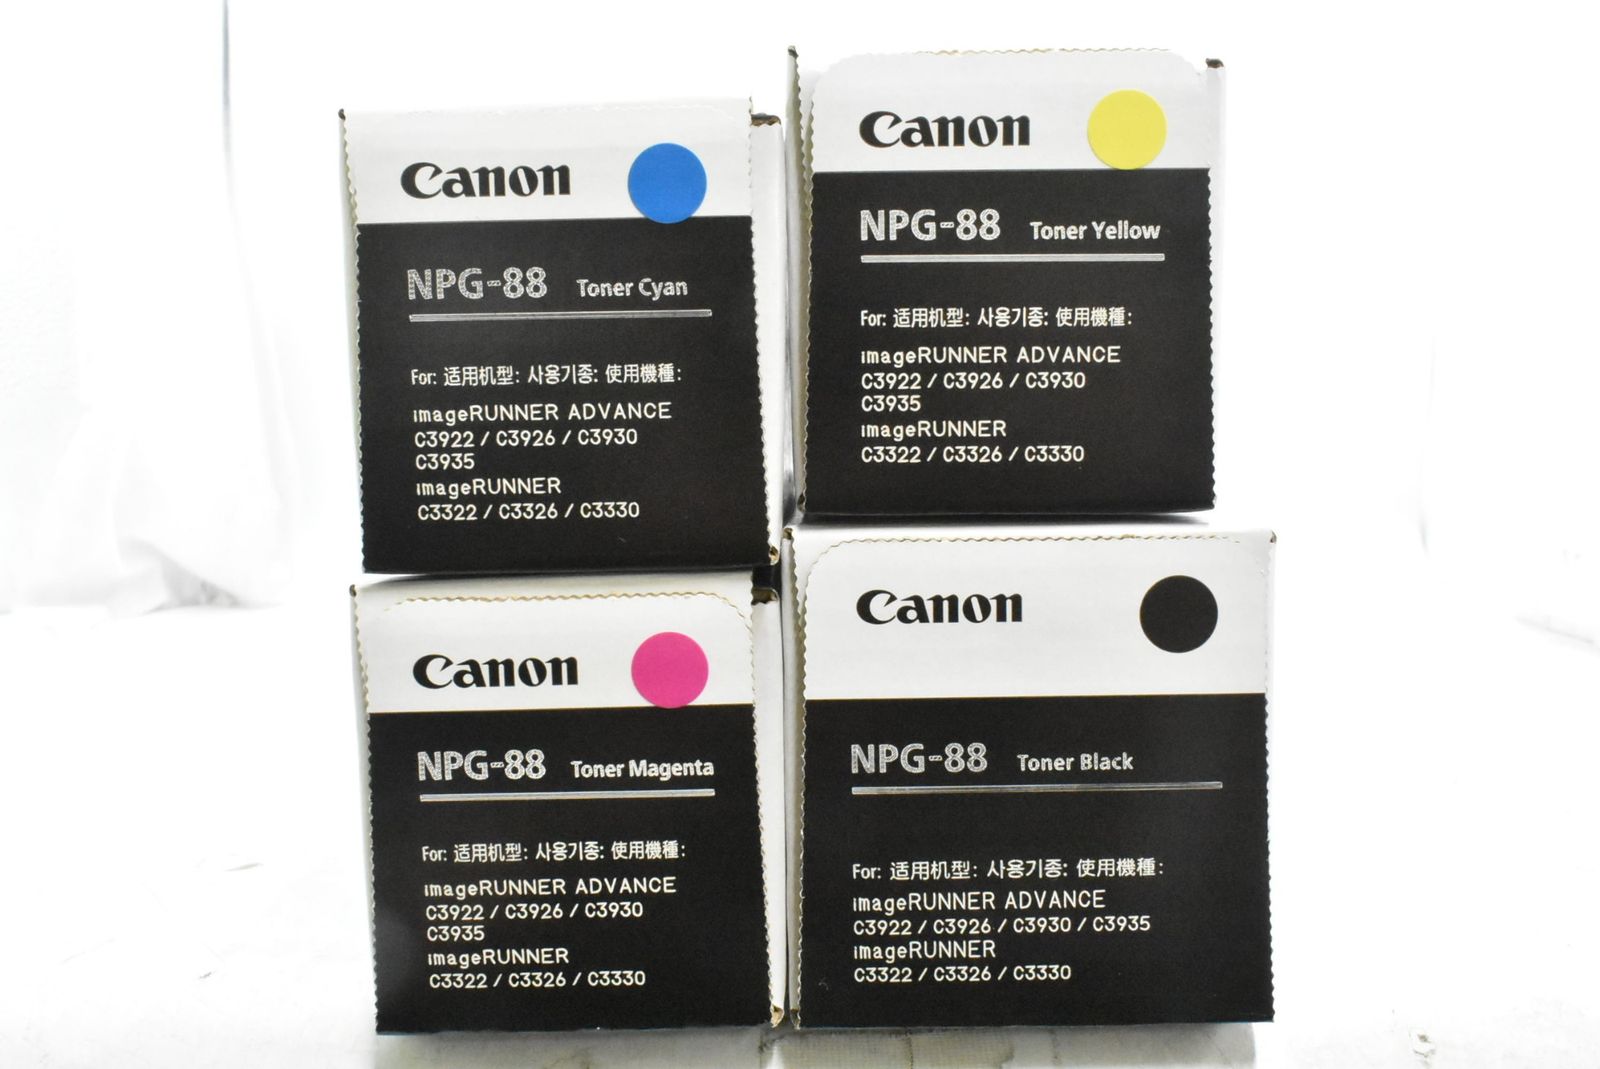 Canon
NPG-88 Toner Cyan
For: 适用机型: 사용기종: 使用機種:
imageRUNNER ADVANCE
C3922 / C3926 / C3930
C3935
imageRUNNER
C3322 / C3326 / C3330
Canon
NPG-88 Toner Yellow
For: 适用机型: 사용기종: 使用機種:
imageRUNNER ADVANCE
C3922 / C3926 / C3930
C3935
imageRUNNER
C3322 / C3326 / C3330
Canon
NPG-88 Toner Magenta
For: 适用机型: 사용기종: 使用機種:
imageRUNNER ADVANCE
C3922 / C3926 / C3930
C3935
imageRUNNER
C3322 / C3326 / C3330
Canon
NPG-88 Toner Black
For: 适用机型: 사용기종: 使用機種:
imageRUNNER ADVANCE
C3922 / C3926 / C3930 / C3935
imageRUNNER
C3322 / C3326 / C3330